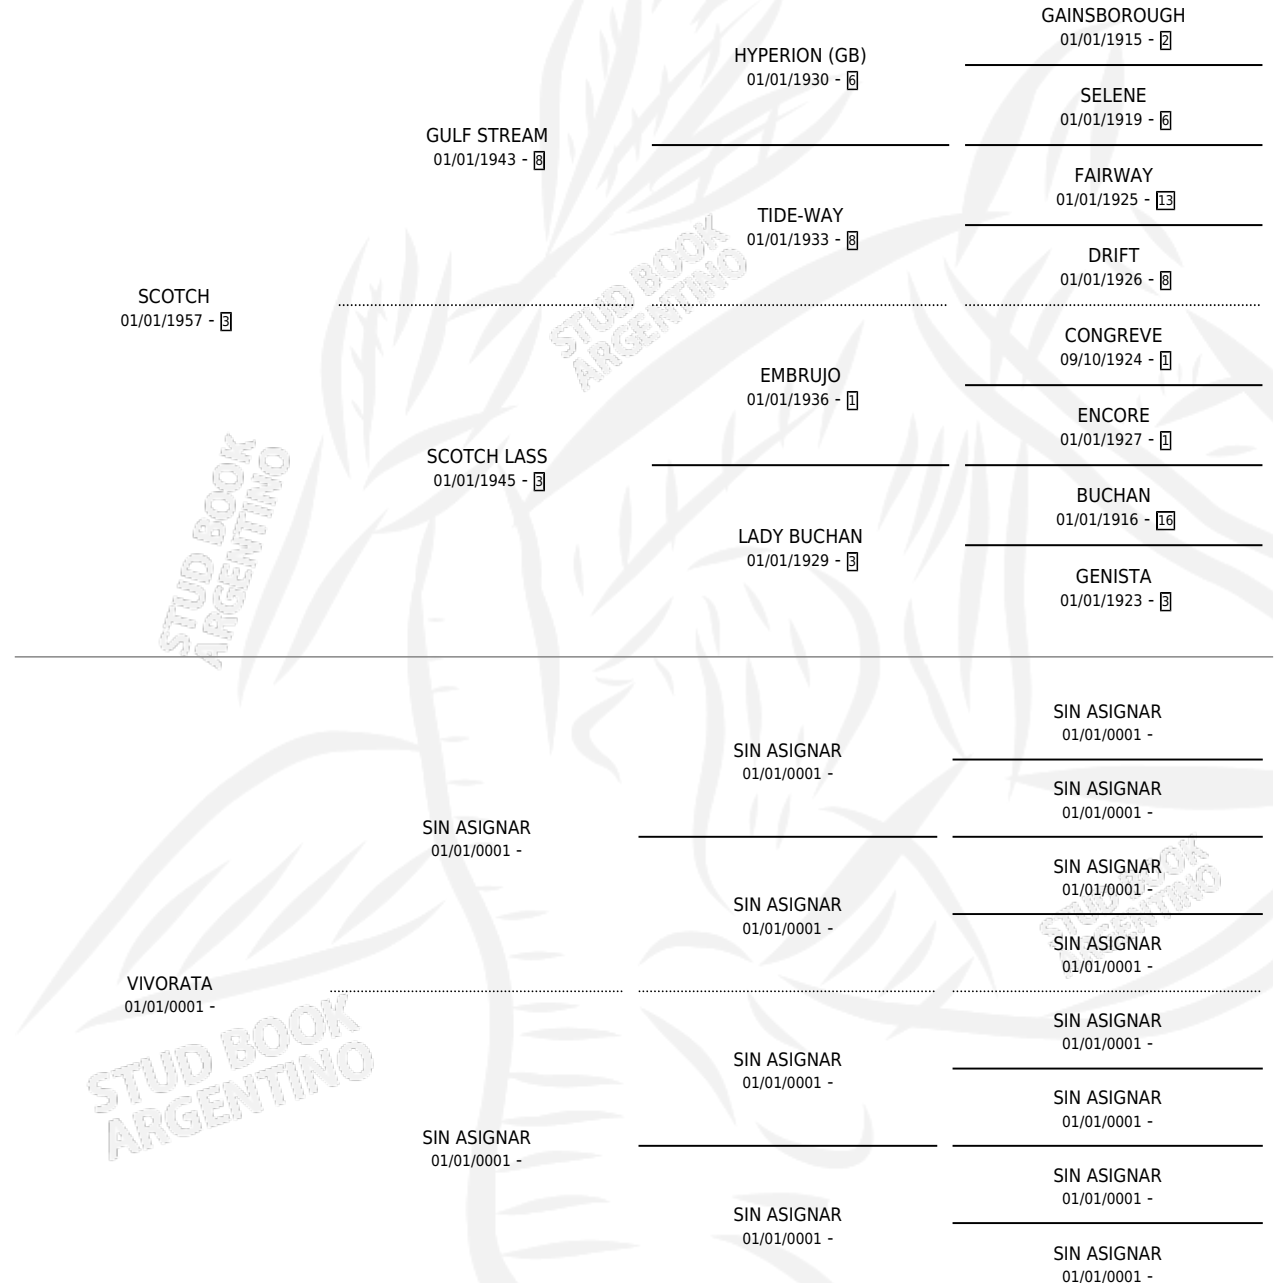 GAINSBOROUGH
01/01/1915 - 2
HYPERION (GB)
01/01/1930 - 6
SELENE
01/01/1919 - 6
GULF STREAM
01/01/1943 - 8
FAIRWAY
01/01/1925 - 13
TIDE-WAY
01/01/1933 - 8
DRIFT
01/01/1926 - 8
SCOTCH
01/01/1957 - 3
CONGREVE
09/10/1924 - 1
EMBRUJO
01/01/1936 - 1
ENCORE
01/01/1927 - 1
SCOTCH LASS
01/01/1945 - 3
BUCHAN
01/01/1916 - 16
LADY BUCHAN
01/01/1929 - 3
GENISTA
01/01/1923 - 3
STUD BOOK
ARGENTINO
STUD BOOK
ARGENTINO
SIN ASIGNAR
01/01/0001 -
SIN ASIGNAR
01/01/0001 -
SIN ASIGNAR
01/01/0001 -
SIN ASIGNAR
01/01/0001 -
SIN ASIGNAR
01/01/0001 -
SIN ASIGNAR
01/01/0001 -
SIN ASIGNAR
01/01/0001 -
VIVORATA
01/01/0001 -
SIN ASIGNAR
01/01/0001 -
SIN ASIGNAR
01/01/0001 -
SIN ASIGNAR
01/01/0001 -
SIN ASIGNAR
01/01/0001 -
SIN ASIGNAR
01/01/0001 -
SIN ASIGNAR
01/01/0001 -
SIN ASIGNAR
01/01/0001 -
STUD BOOK
ARGENTINO
STUD BOOK
ARGENTINO